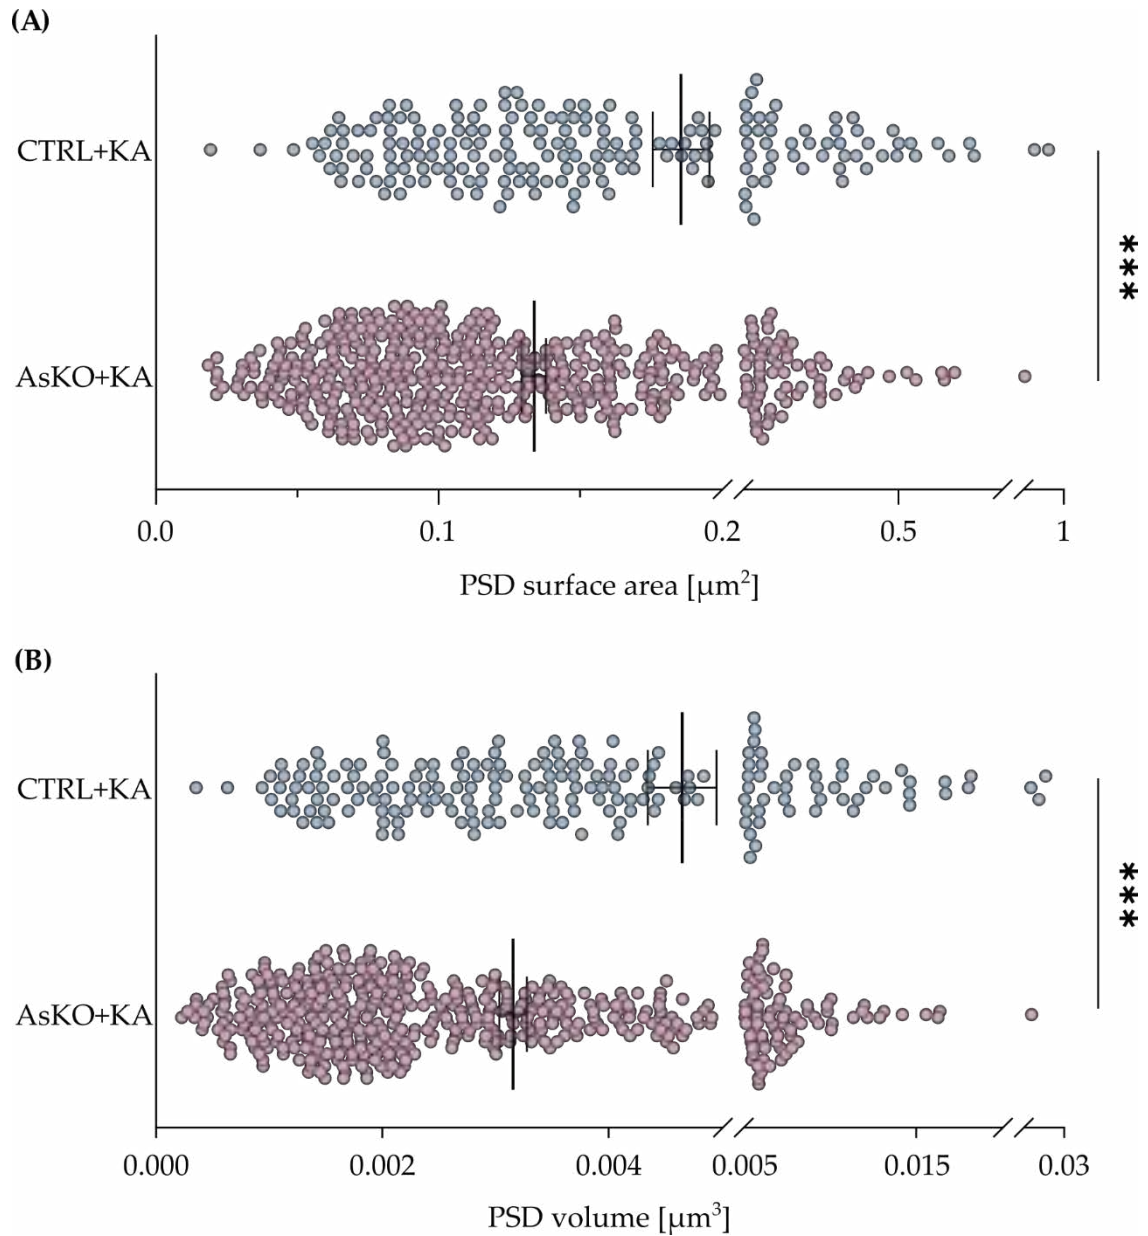 (A)
CTRL+KA
AsKO+KA
***
0.0 0.1 0.2 0.5 1
PSD surface area [μm²]
(B)
CTRL+KA
AsKO+KA
***
0.000 0.002 0.004 0.005 0.015 0.03
PSD volume [μm³]